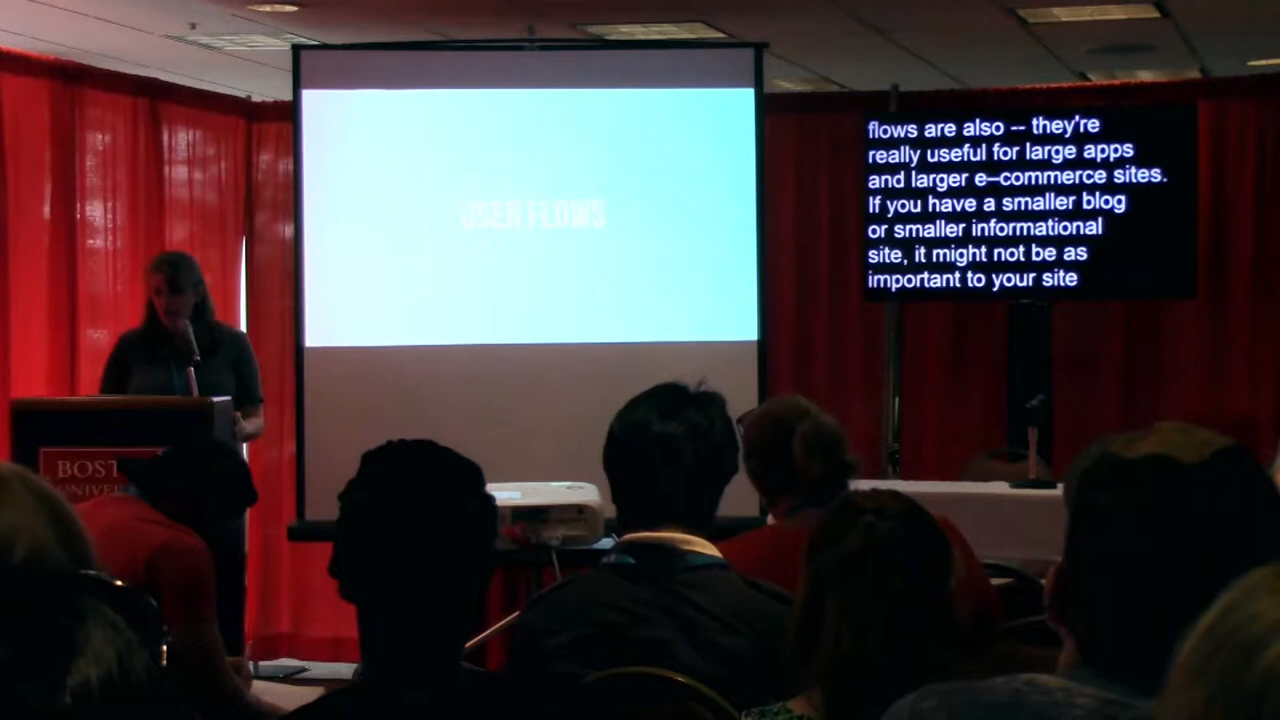 USER FLOWS
flows are also -- they're
really useful for large apps
and larger e–commerce sites.
If you have a smaller blog
or smaller informational
site, it might not be as
important to your site
BOST
UNIVER